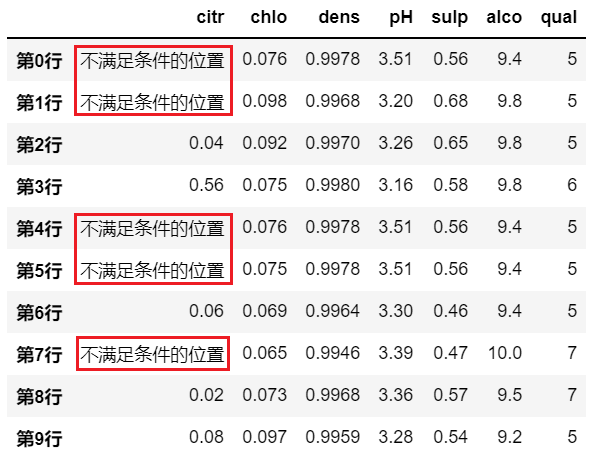 citr chlo dens pH sulp alco qual
第0行 不满足条件的位置 0.076 0.9978 3.51 0.56 9.4 5
第1行 不满足条件的位置 0.098 0.9968 3.20 0.68 9.8 5
第2行 0.04 0.092 0.9970 3.26 0.65 9.8 5
第3行 0.56 0.075 0.9980 3.16 0.58 9.8 6
第4行 不满足条件的位置 0.076 0.9978 3.51 0.56 9.4 5
第5行 不满足条件的位置 0.075 0.9978 3.51 0.56 9.4 5
第6行 0.06 0.069 0.9964 3.30 0.46 9.4 5
第7行 不满足条件的位置 0.065 0.9946 3.39 0.47 10.0 7
第8行 0.02 0.073 0.9968 3.36 0.57 9.5 7
第9行 0.08 0.097 0.9959 3.28 0.54 9.2 5